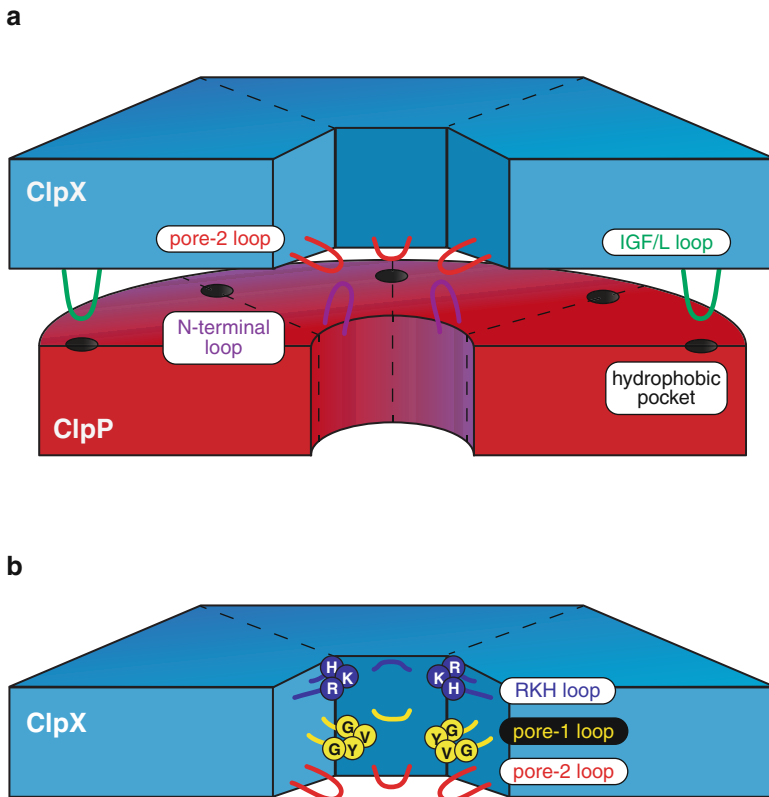 a
ClpX
pore-2 loop
IGF/L loop
N-terminal
loop
hydrophobic
pocket
ClpP
b
H
K
R
R
K
H
RKH loop
ClpX
G
V
G
Y
G
Y
V
G
pore-1 loop
pore-2 loop